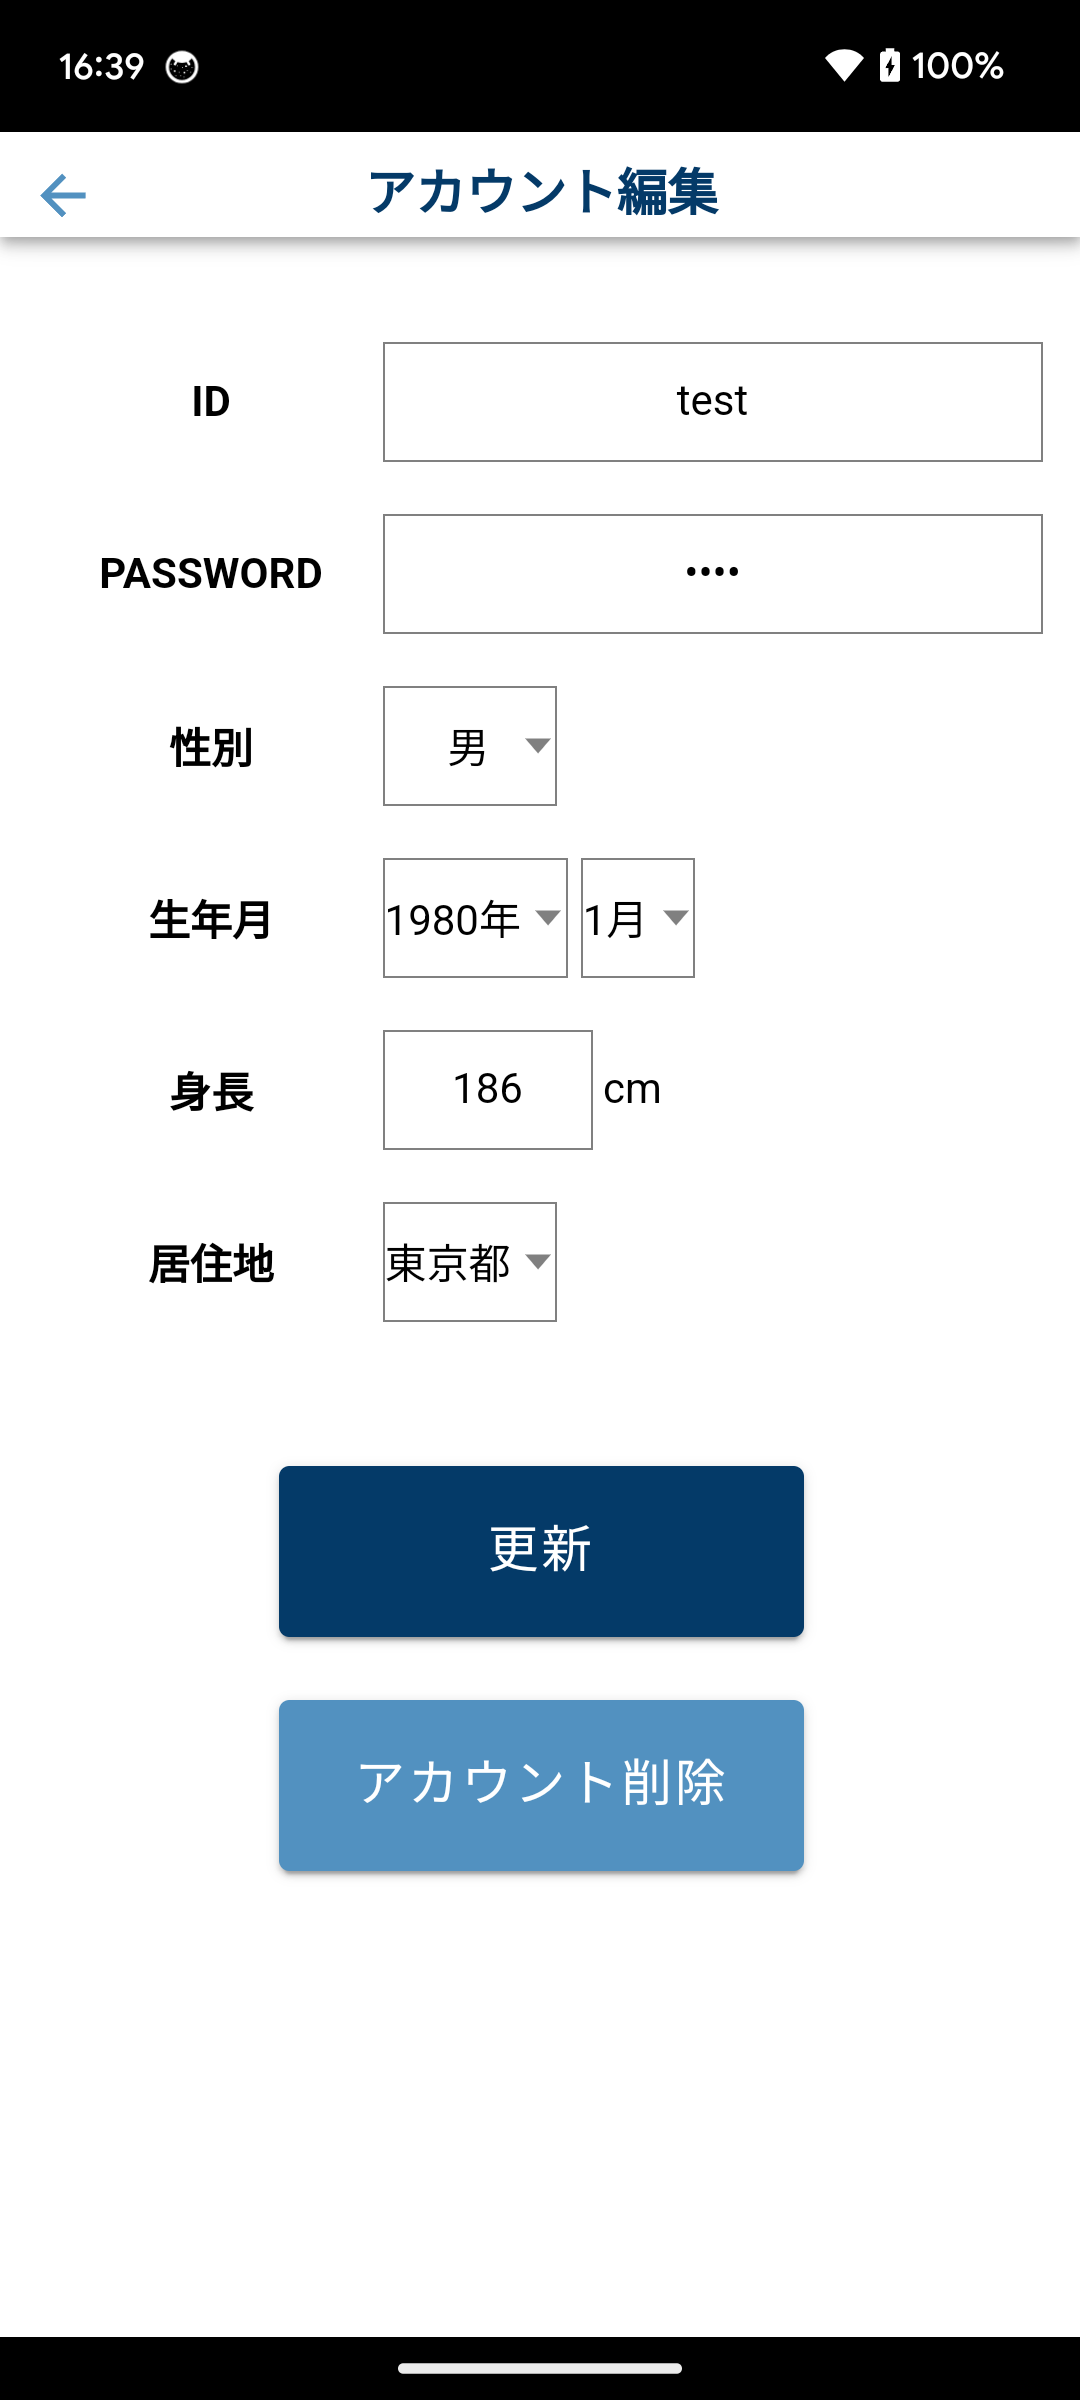 16:39
100%
アカウント編集
ID
test
PASSWORD
••••
性別
男
生年月
1980年
1月
身長
186
cm
居住地
東京都
更新
アカウント削除